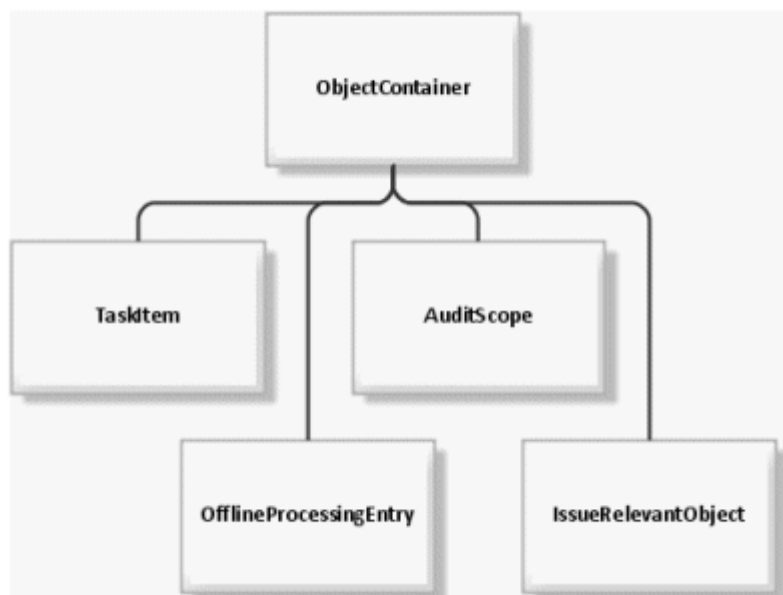 ObjectContainer
TaskItem
AuditScope
OfflineProcessingEntry
IssueRelevantObject